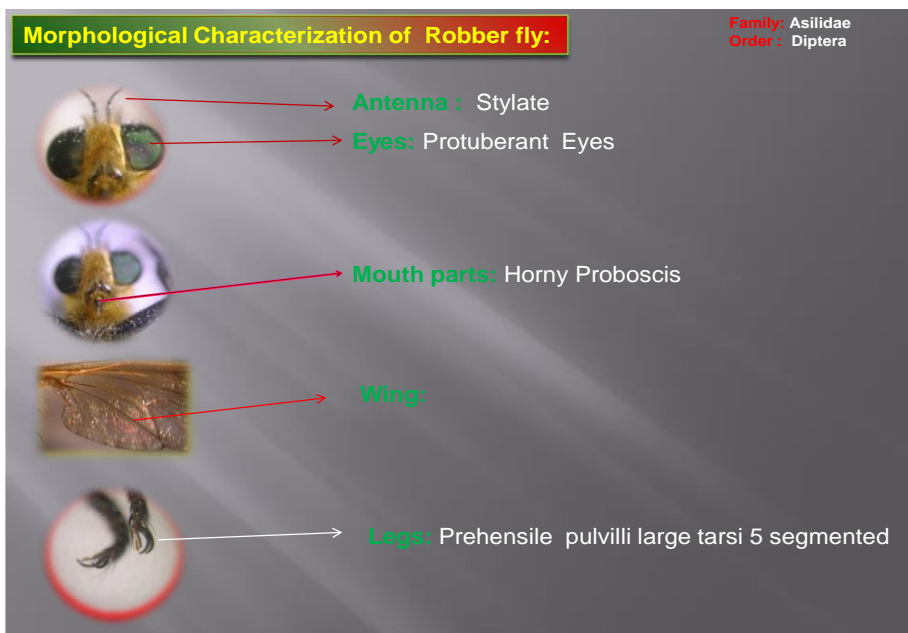 Morphological Characterization of Robber fly:
Family: Asilidae
Order : Diptera
Antenna : Stylate
Eyes: Protuberant Eyes
Mouth parts: Horny Proboscis
Wing:
Legs: Prehensile pulvilli large tarsi 5 segmented